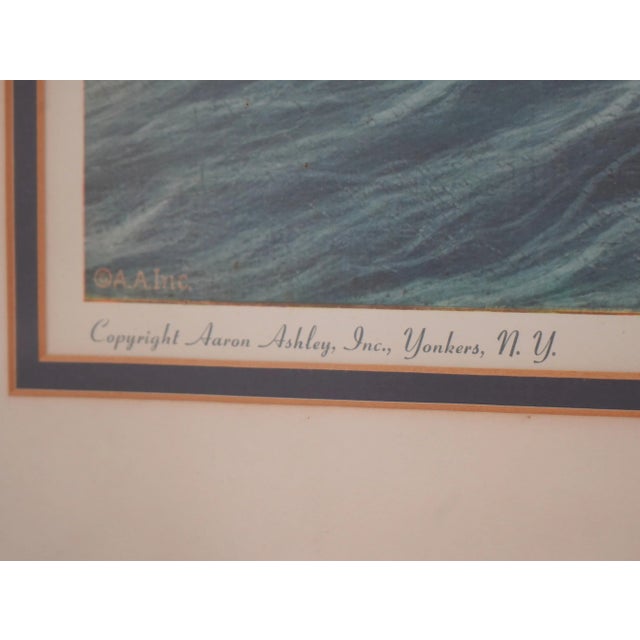 ©A.A.Inc.
Copyright Aaron Ashley, Inc., Yonkers, N. Y.